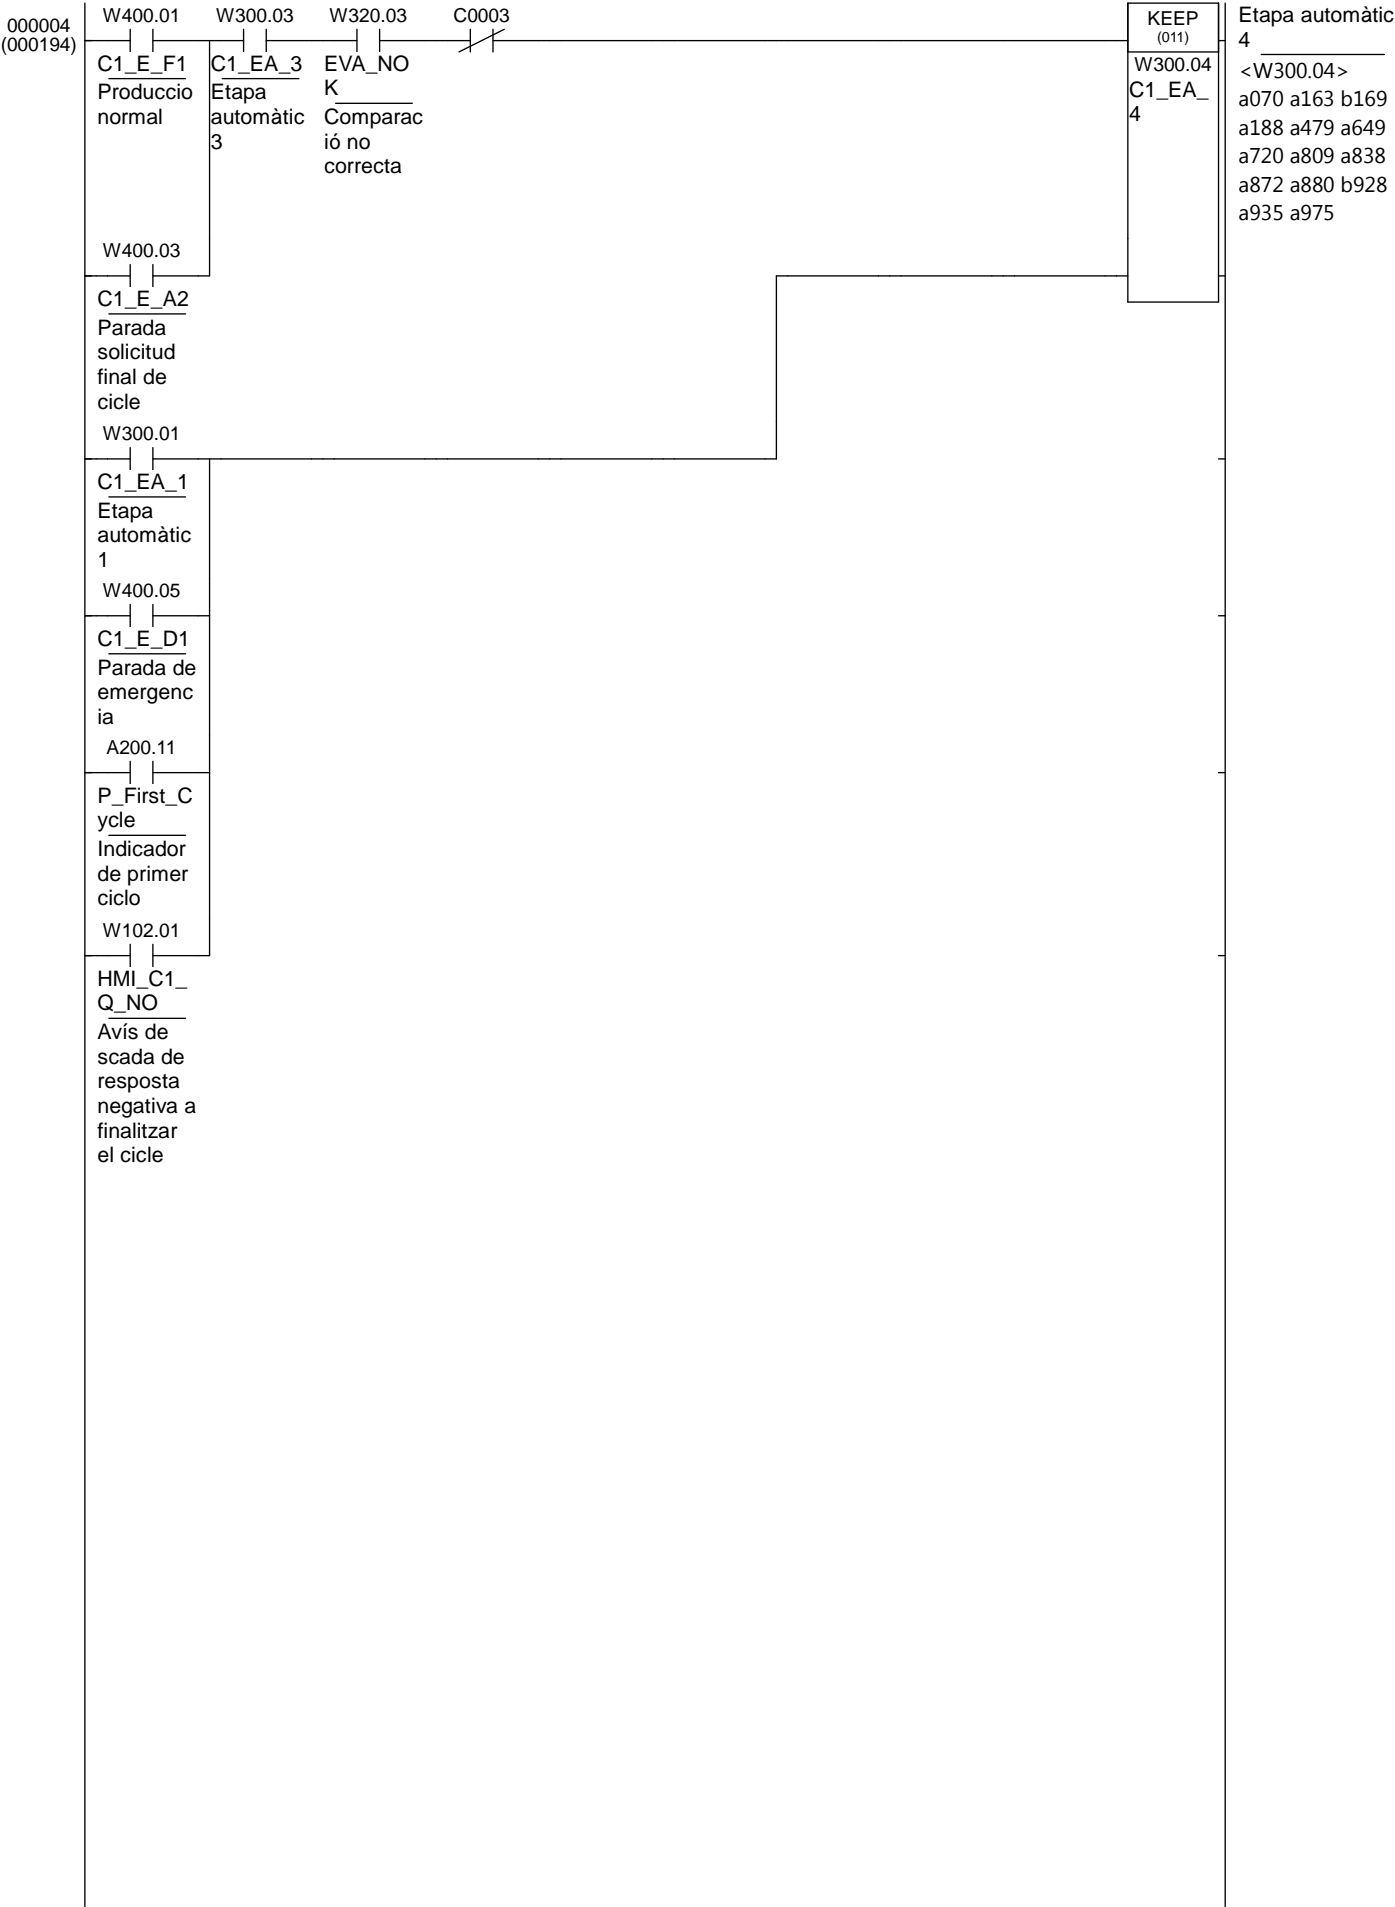 000004
(000194)
W400.01 W300.03 W320.03 C0003
C1_E_F1
Produccio
normal
C1_EA_3
Etapa
automàtic
3
EVA_NO
K
Comparac
ió no
correcta
KEEP
(011)
W300.04
C1_EA_
4
Etapa automàtic
4
<W300.04>
a070 a163 b169
a188 a479 a649
a720 a809 a838
a872 a880 b928
a935 a975
W400.03
C1_E_A2
Parada
solicitud
final de
cicle
W300.01
C1_EA_1
Etapa
automàtic
1
W400.05
C1_E_D1
Parada de
emergenc
ia
A200.11
P_First_C
ycle
Indicador
de primer
ciclo
W102.01
HMI_C1_
Q_NO
Avís de
scada de
resposta
negativa a
finalitzar
el cicle